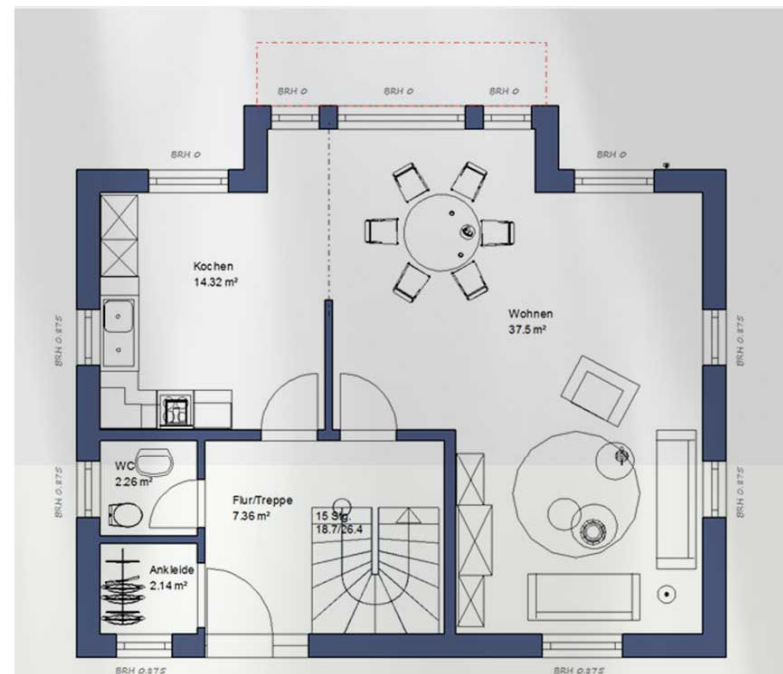 BRH 0
BRH 0
BRH 0
BRH 0
BRH 0
Kochen
14.32 m²
Wohnen
37.5 m²
BRH 0.875
BRH 0.875
WC
2.26 m²
BRH 0.875
BRH 0.875
Flur/Treppe
7.36 m²
15 Stg.
18.7/26.4
Ankleide
2.14 m²
BRH 0.875
BRH 0.875